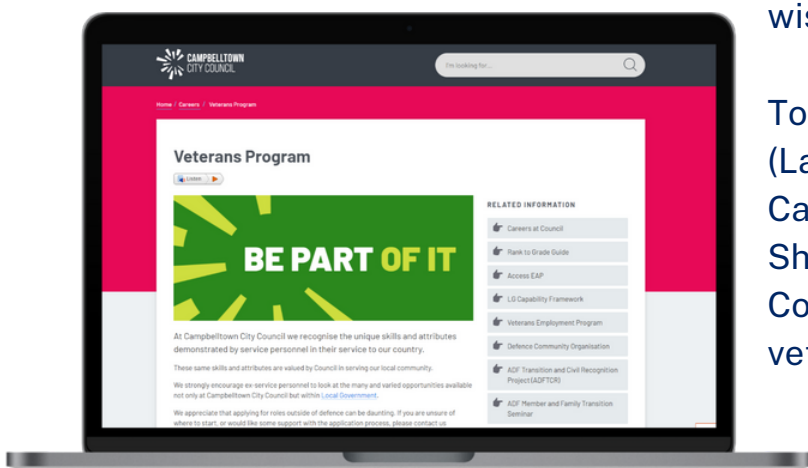 CAMPBELLTOWN
CITY COUNCIL
I'm looking for...
Home / Careers / Veterans Program
Veterans Program
Listen
BE PART OF IT
At Campbelltown City Council we recognise the unique skills and attributes
demonstrated by service personnel in their service to our country.
These same skills and attributes are valued by Council in serving our local community.
We strongly encourage ex-service personnel to look at the many and varied opportunities available
not only at Campbelltown City Council but within Local Government.
We appreciate that applying for roles outside of defence can be daunting. If you are unsure of
where to start, or would like some support with the application process, please contact us
RELATED INFORMATION
Careers at Council
Rank to Grade Guide
Access EAP
LG Capability Framework
Veterans Employment Program
Defence Community Organisation
ADF Transition and Civil Recognition
Project (ADFTCR)
ADF Member and Family Transition
Seminar
To